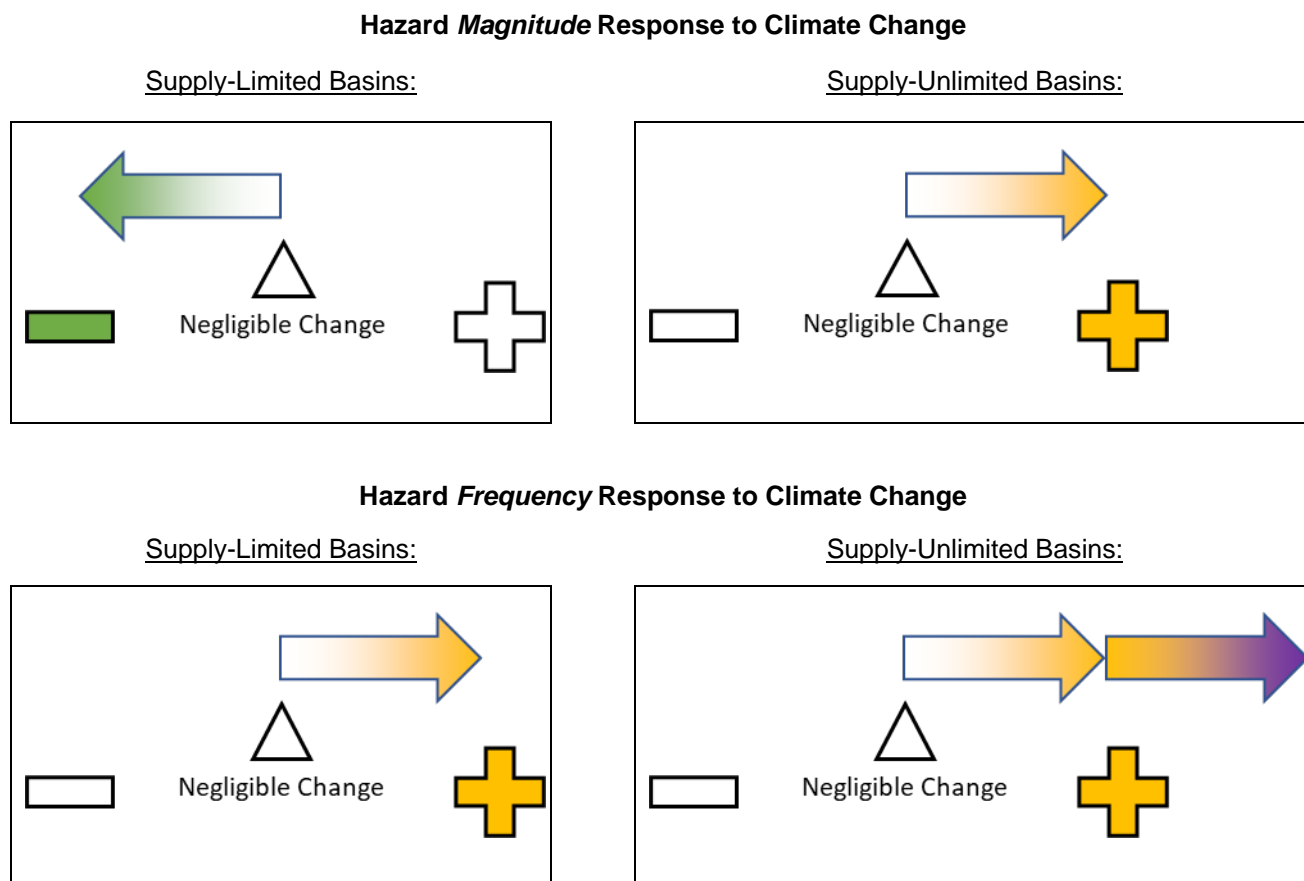 Hazard Magnitude Response to Climate Change
Supply-Limited Basins:
Supply-Unlimited Basins:
Negligible Change
Negligible Change
Hazard Frequency Response to Climate Change
Supply-Limited Basins:
Supply-Unlimited Basins:
Negligible Change
Negligible Change